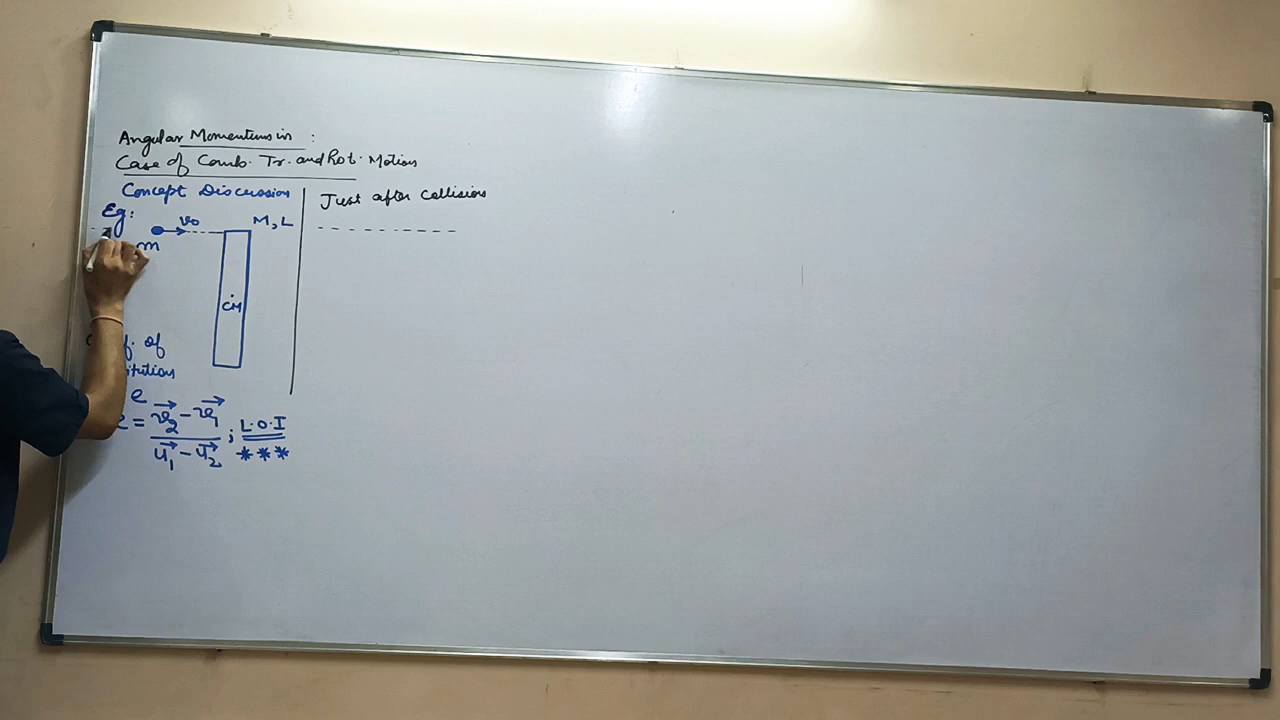 Angular Momentum in :
Case of Comb. Tr. and Rot. Motion
Concept Discussion
Just after Collision
Eg:
v₀
M, L
m
CM
f. of
titution
e
e = v₂ - v₁ / u₁ - u₂ ; L.O.I
***